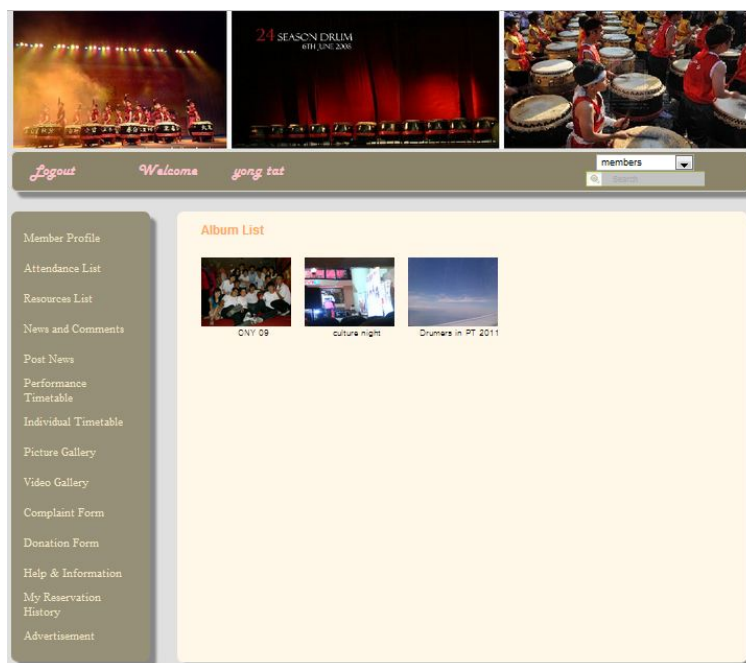 24 SEASON DRUM
6TH JUNE 2008
members
Logout Welcome yong tat
Search
Member Profile
Attendance List
Resources List
News and Comments
Post News
Performance
Timetable
Individual Timetable
Picture Gallery
Video Gallery
Complaint Form
Donation Form
Help & Information
My Reservation
History
Advertisement
Album List
CNY 09
culture night
Drumers in PT 2011